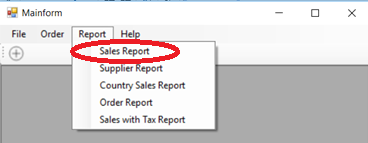 Mainform
File Order Report Help
Sales Report
Supplier Report
Country Sales Report
Order Report
Sales with Tax Report